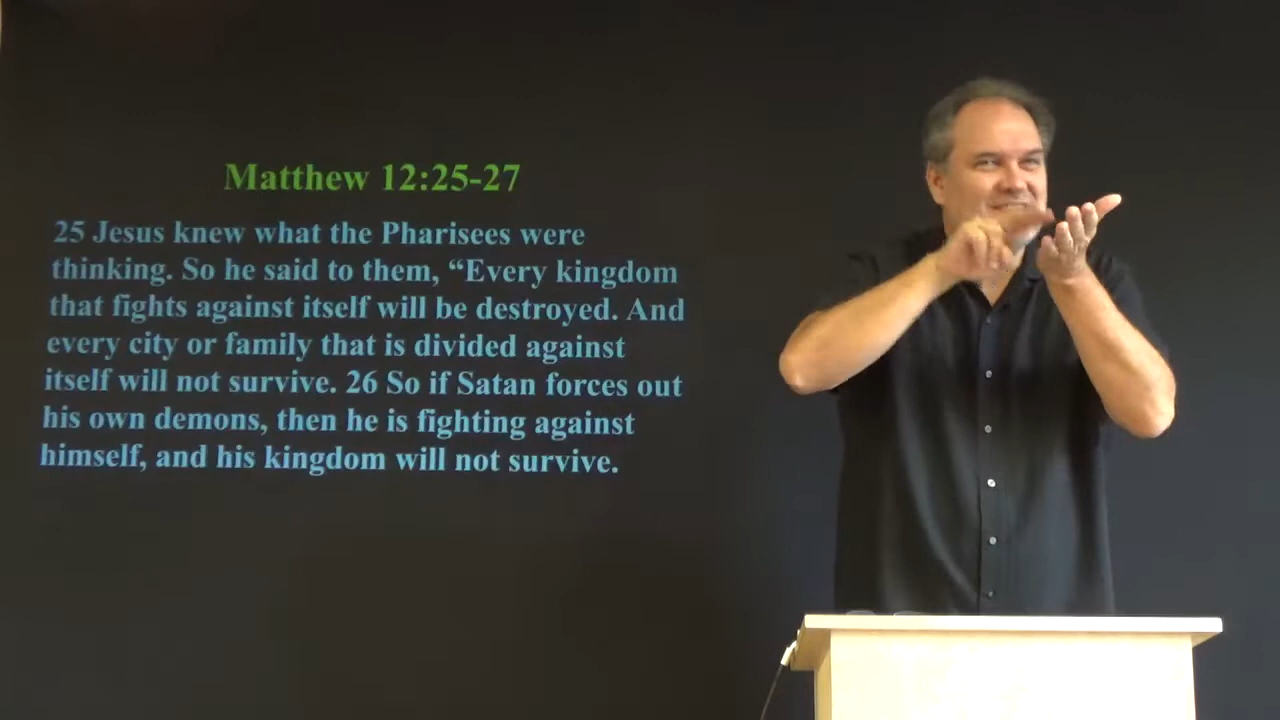 Matthew 12:25-27
25 Jesus knew what the Pharisees were
thinking. So he said to them, “Every kingdom
that fights against itself will be destroyed. And
every city or family that is divided against
itself will not survive. 26 So if Satan forces out
his own demons, then he is fighting against
himself, and his kingdom will not survive.